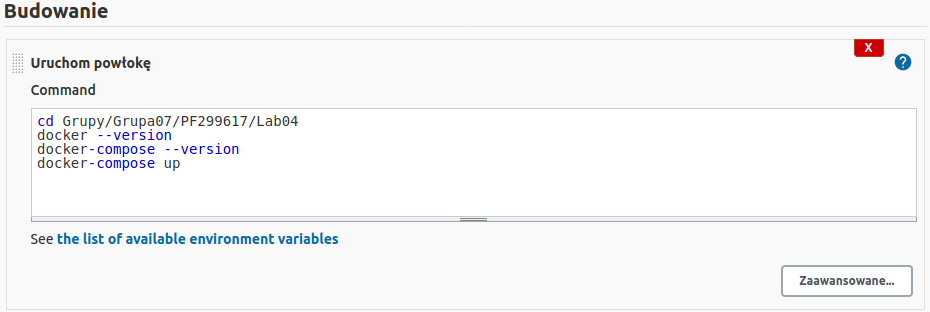 Budowanie
X
Uruchom powłokę
?
Command
cd Grupy/Grupa07/PF299617/Lab04
docker --version
docker-compose --version
docker-compose up
See the list of available environment variables
Zaawansowane...